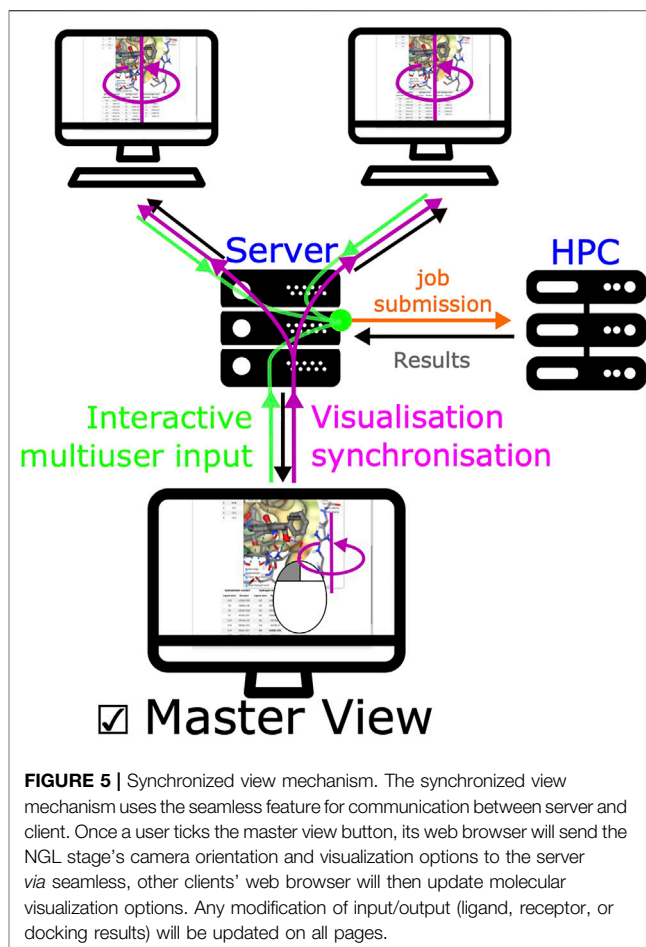 Server
HPC
job
submission
Results
Interactive
multiuser input
Visualisation
synchronisation
☑ Master View
FIGURE 5 | Synchronized view mechanism. The synchronized view
mechanism uses the seamless feature for communication between server and
client. Once a user ticks the master view button, its web browser will send the
NGL stage's camera orientation and visualization options to the server
via seamless, other clients' web browser will then update molecular
visualization options. Any modification of input/output (ligand, receptor, or
docking results) will be updated on all pages.